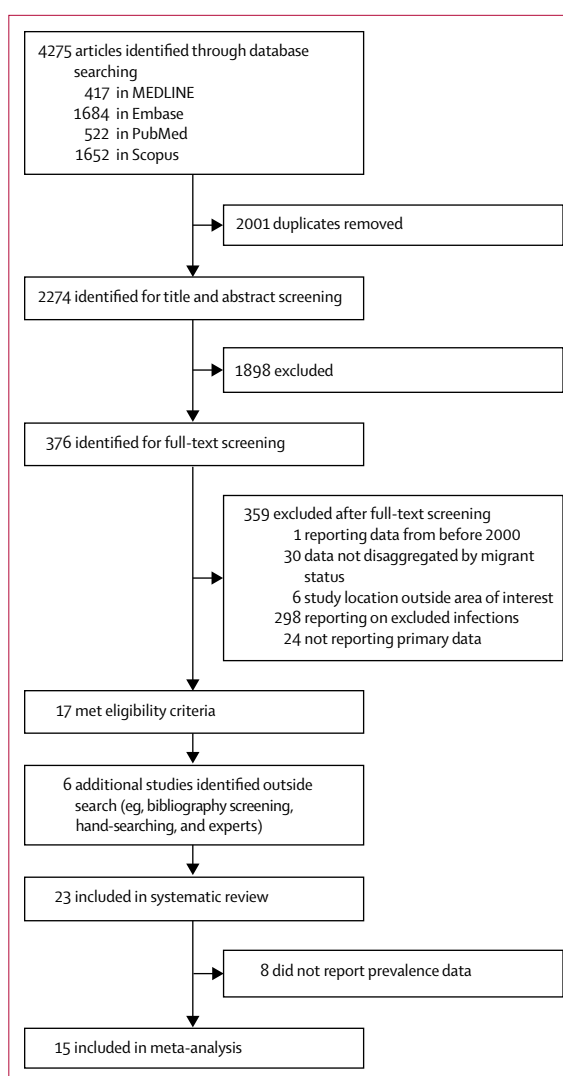 4275 articles identified through database
searching
417 in MEDLINE
1684 in Embase
522 in PubMed
1652 in Scopus
2001 duplicates removed
2274 identified for title and abstract screening
1898 excluded
376 identified for full-text screening
359 excluded after full-text screening
1 reporting data from before 2000
30 data not disaggregated by migrant
status
6 study location outside area of interest
298 reporting on excluded infections
24 not reporting primary data
17 met eligibility criteria
6 additional studies identified outside
search (eg, bibliography screening,
hand-searching, and experts)
23 included in systematic review
8 did not report prevalence data
15 included in meta-analysis